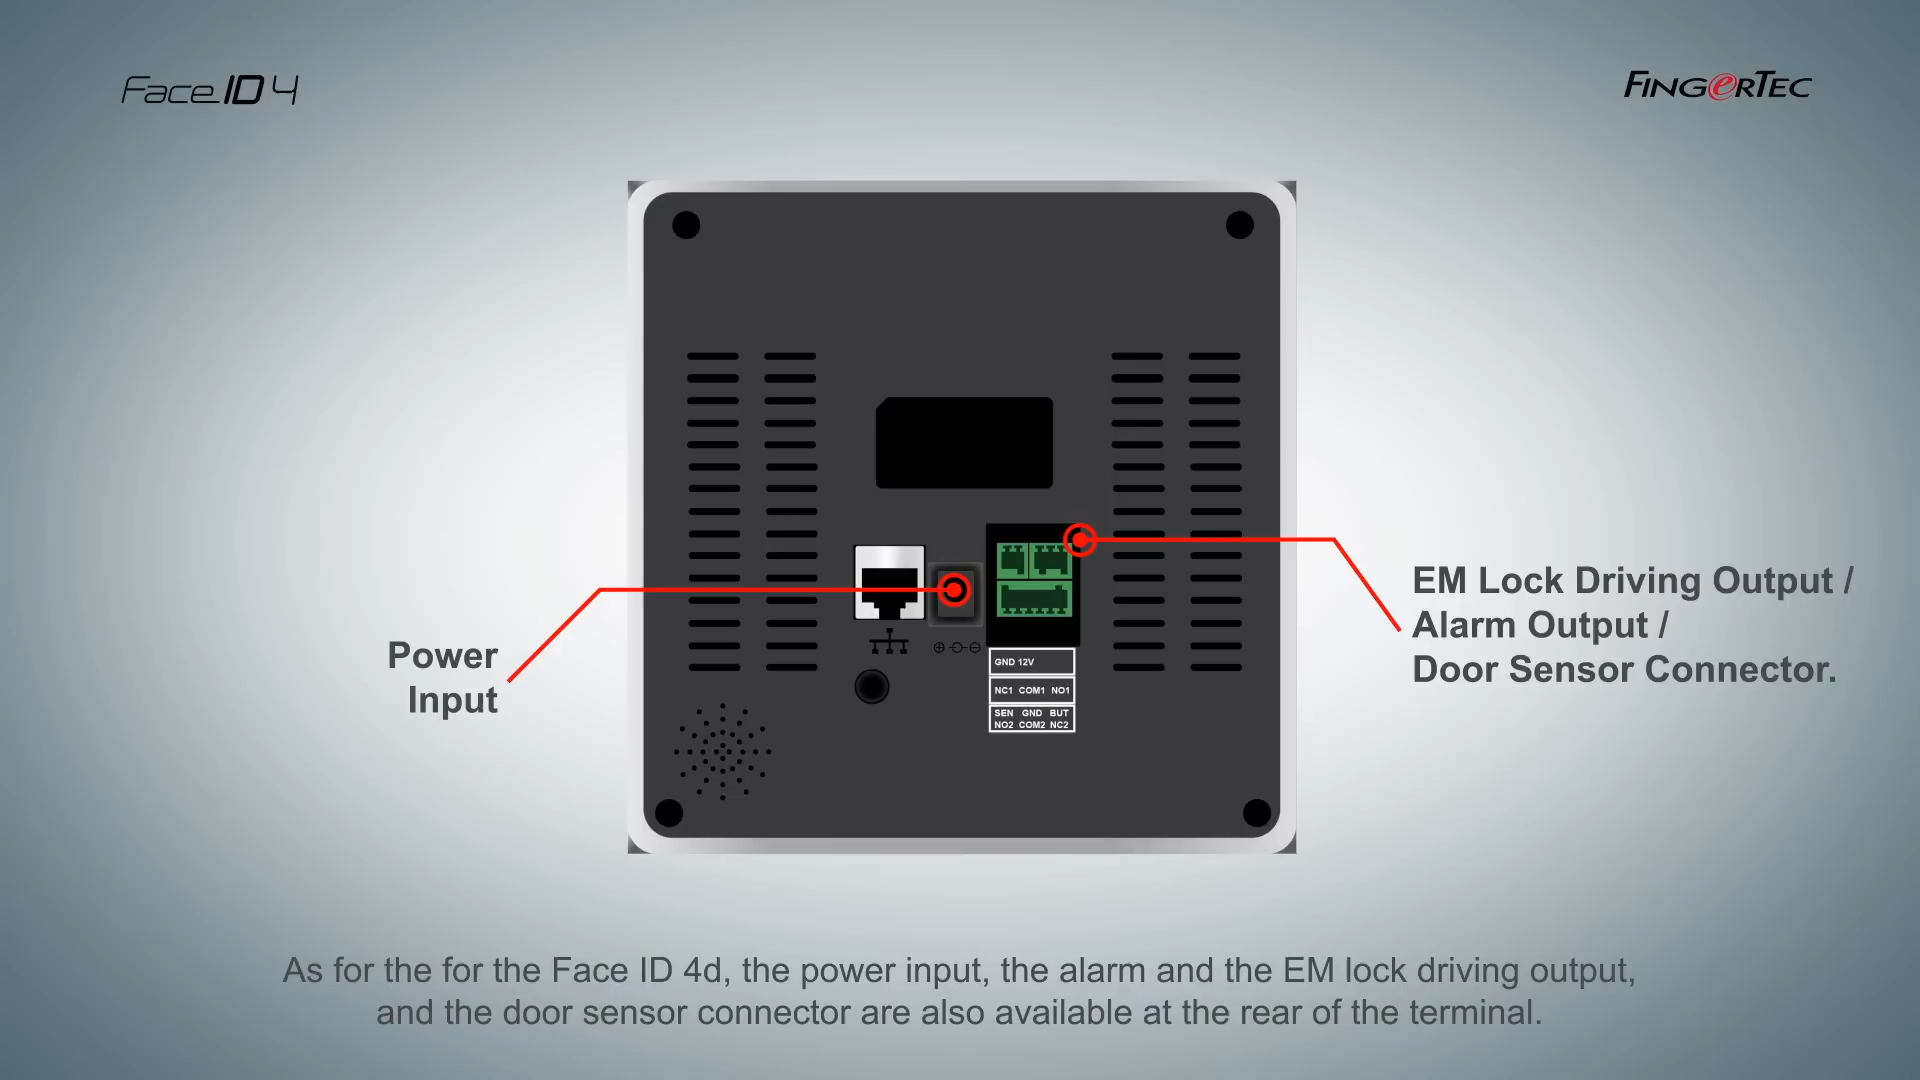 Face ID 4
FINGERTEC
EM Lock Driving Output /
Alarm Output /
Door Sensor Connector.
Power
Input
GND 12V
NC1 COM1 NO1
SEN GND BUT
NO2 COM2 NC2
As for the for the Face ID 4d, the power input, the alarm and the EM lock driving output,
and the door sensor connector are also available at the rear of the terminal.